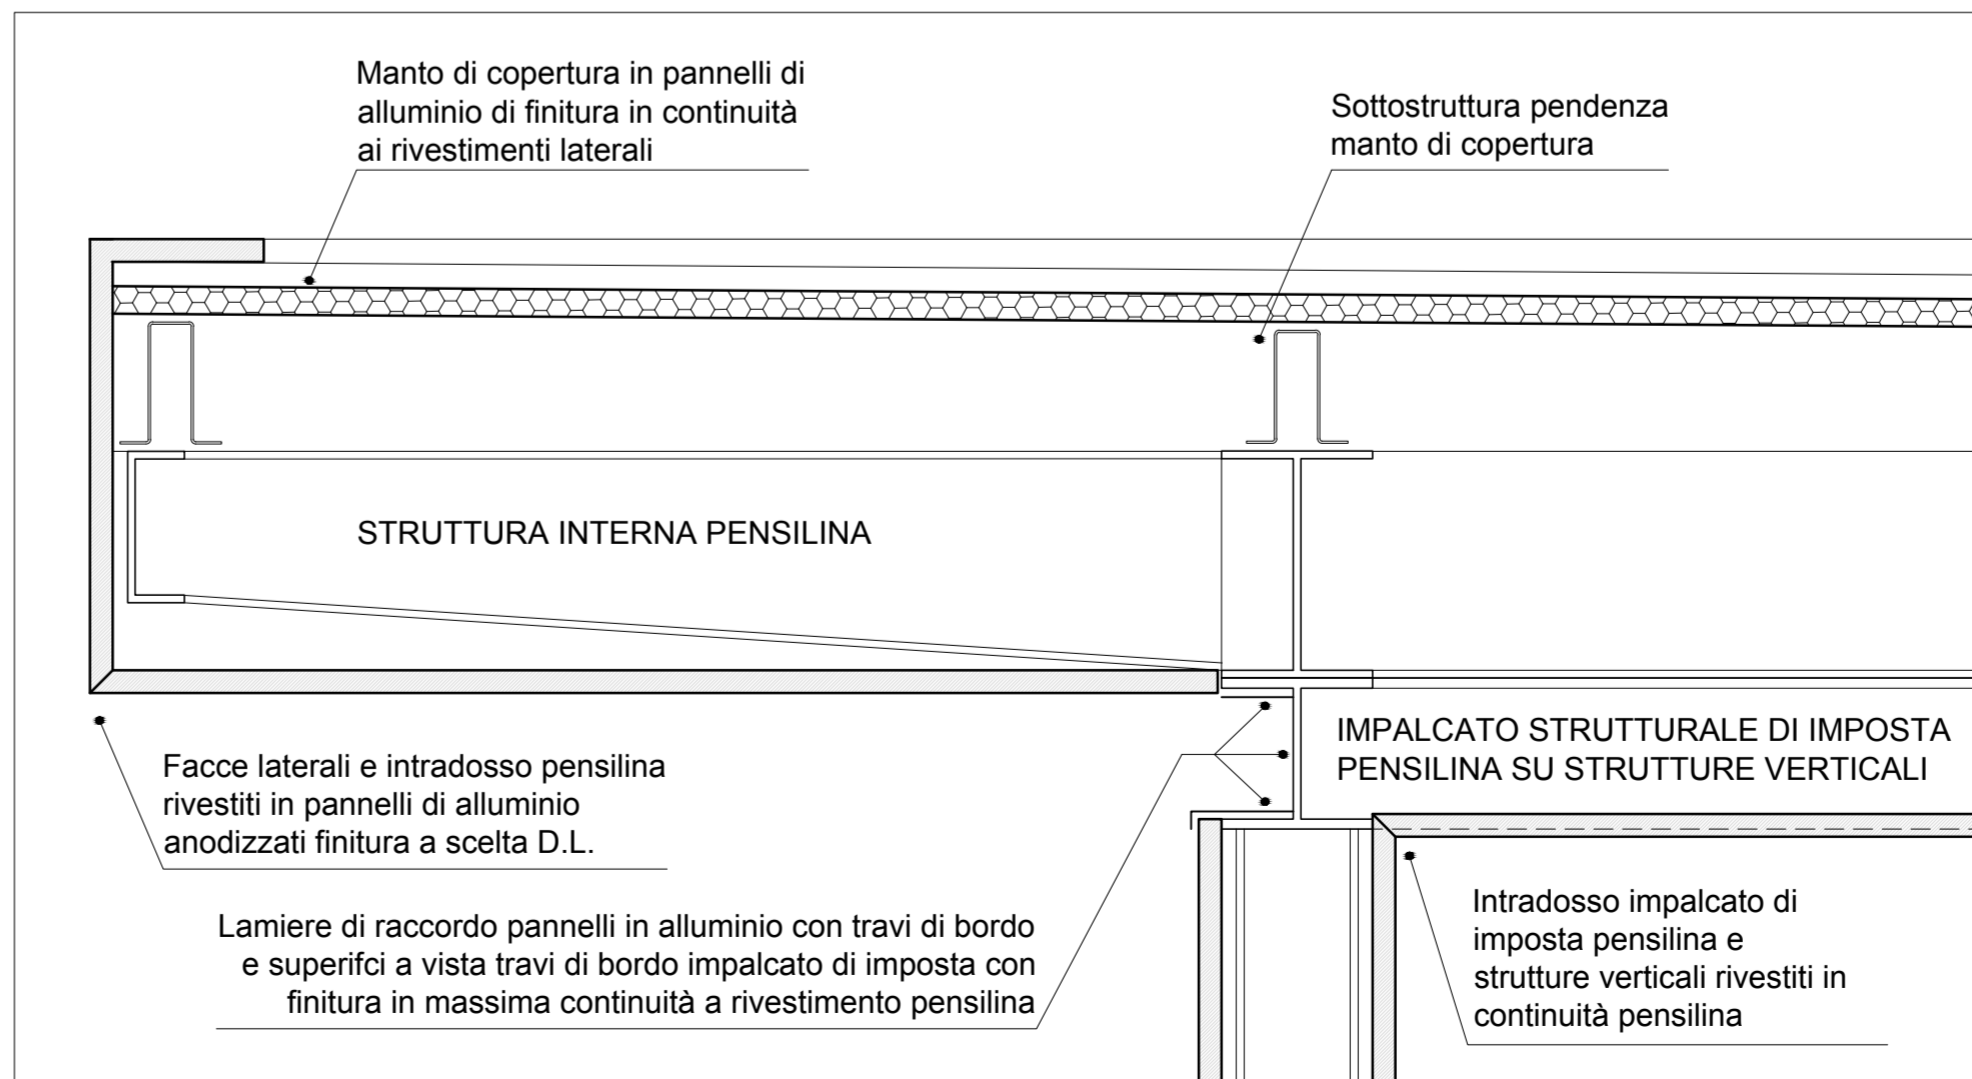 Manto di copertura in pannelli di
alluminio di finitura in continuità
ai rivestimenti laterali
Sottostruttura pendenza
manto di copertura
STRUTTURA INTERNA PENSILINA
IMPALCATO STRUTTURALE DI IMPOSTA
PENSILINA SU STRUTTURE VERTICALI
Facce laterali e intradosso pensilina
rivestiti in pannelli di alluminio
anodizzati finitura a scelta D.L.
Lamiere di raccordo pannelli in alluminio con travi di bordo
e superifci a vista travi di bordo impalcato di imposta con
finitura in massima continuità a rivestimento pensilina
Intradosso impalcato di
imposta pensilina e
strutture verticali rivestiti in
continuità pensilina